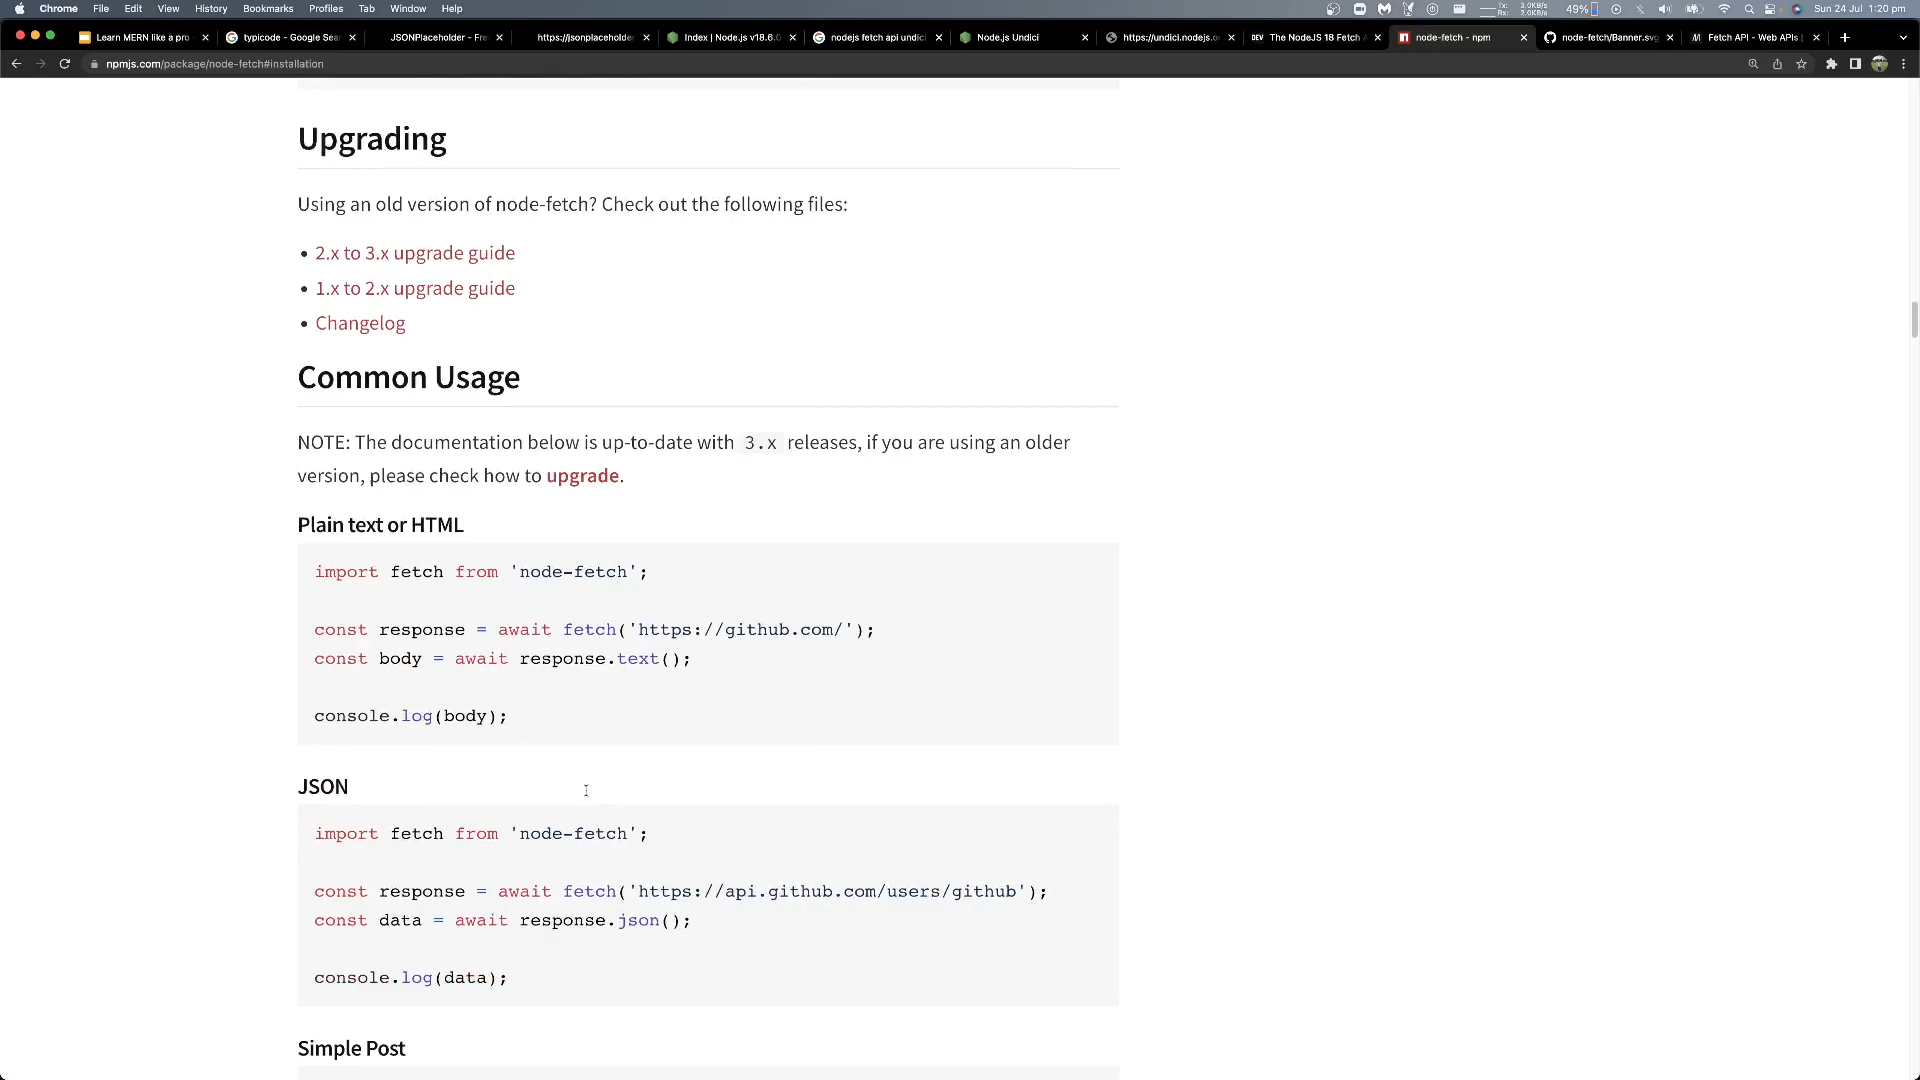 Chrome File Edit View History Bookmarks Profiles Tab Window Help
Tx: 3.0KB/s
Rx: 2.0KB/s
49%
Sun 24 Jul 1:20 pm
Learn MERN like a pro
typicode - Google Sea
JSONPlaceholder - Fre
https://jsonplaceholde
Index | Node.js v18.6.0
nodejs fetch api undici
Node.js Undici
https://undici.nodejs.o
DEV
The NodeJS 18 Fetch A
node-fetch - npm
node-fetch/Banner.svg
Fetch API - Web APIs |
npmjs.com/package/node-fetch#installation
Upgrading
Using an old version of node-fetch? Check out the following files:
• 2.x to 3.x upgrade guide
• 1.x to 2.x upgrade guide
• Changelog
Common Usage
NOTE: The documentation below is up-to-date with 3.x releases, if you are using an older
version, please check how to upgrade.
Plain text or HTML
import fetch from 'node-fetch';
const response = await fetch('https://github.com/');
const body = await response.text();
console.log(body);
JSON
import fetch from 'node-fetch';
const response = await fetch('https://api.github.com/users/github');
const data = await response.json();
console.log(data);
Simple Post